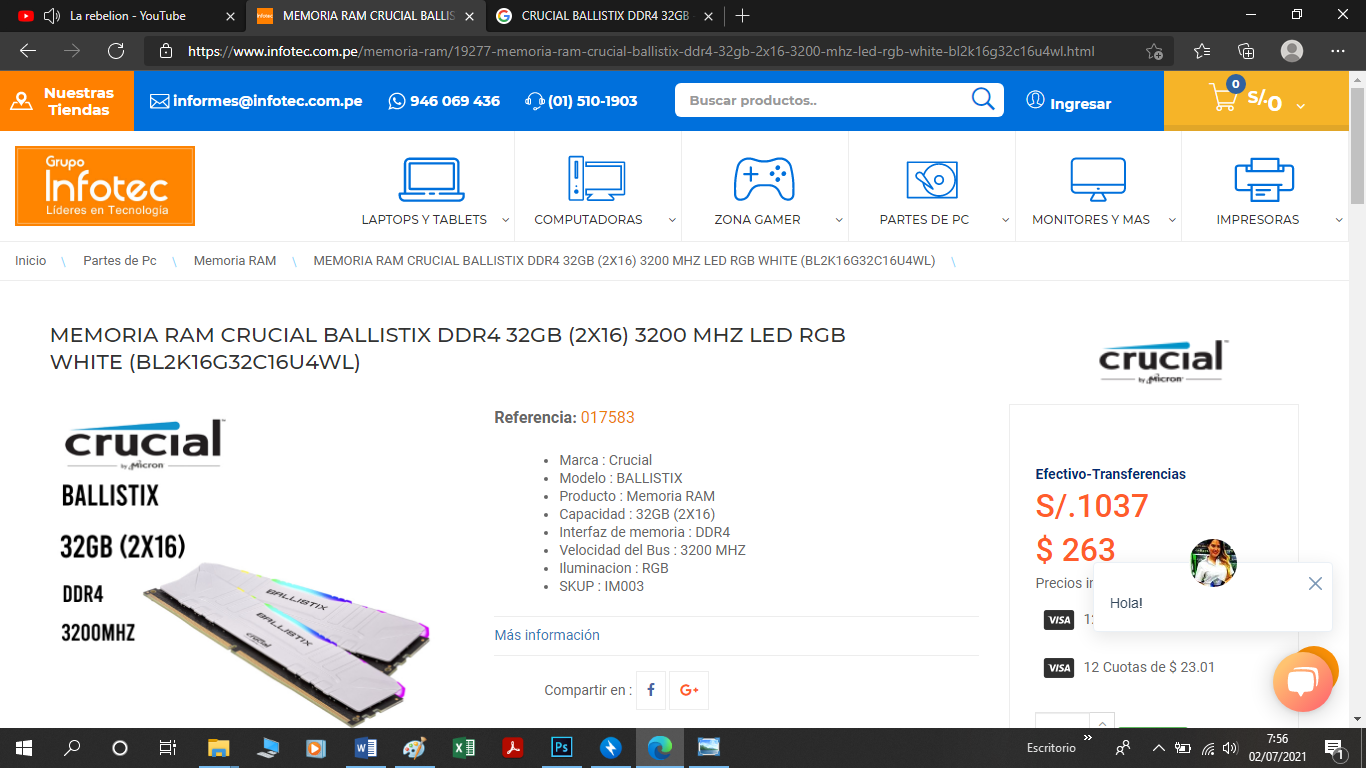 La rebelion - YouTube
MEMORIA RAM CRUCIAL BALLIS
CRUCIAL BALLISTIX DDR4 32GB
https://www.infotec.com.pe/memoria-ram/19277-memoria-ram-crucial-ballistix-ddr4-32gb-2x16-3200-mhz-led-rgb-white-bl2k16g32c16u4wl.html
Nuestras
Tiendas
informes@infotec.com.pe
946 069 436
(01) 510-1903
Buscar productos..
Ingresar
0
S/.0
Grupo
Infotec
Líderes en Tecnología
LAPTOPS Y TABLETS
COMPUTADORAS
ZONA GAMER
PARTES DE PC
MONITORES Y MAS
IMPRESORAS
Inicio \ Partes de Pc \ Memoria RAM \ MEMORIA RAM CRUCIAL BALLISTIX DDR4 32GB (2X16) 3200 MHZ LED RGB WHITE (BL2K16G32C16U4WL) \
MEMORIA RAM CRUCIAL BALLISTIX DDR4 32GB (2X16) 3200 MHZ LED RGB
WHITE (BL2K16G32C16U4WL)
crucial
by Micron
crucial
by Micron
BALLISTIX
32GB (2X16)
DDR4
3200MHZ
BALLISTIX
BALLISTIX
crucial
Referencia: 017583
Marca : Crucial
Modelo : BALLISTIX
Producto : Memoria RAM
Capacidad : 32GB (2X16)
Interfaz de memoria : DDR4
Velocidad del Bus : 3200 MHZ
Iluminacion : RGB
SKUP : IM003
Más información
Compartir en :
f
G+
Efectivo-Transferencias
S/.1037
$ 263
Precios
Hola!
VISA
VISA 12 Cuotas de $ 23.01
W
Ps
Escritorio
»
7:56
02/07/2021
1